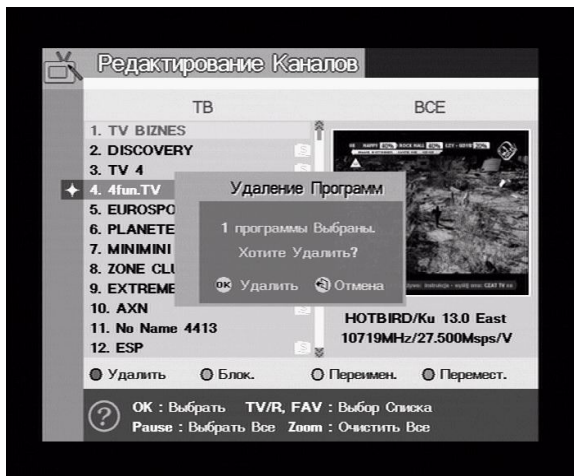 Редактирование Каналов
ТВ
ВСЕ
1. TV BIZNES
2. DISCOVERY
3. TV 4
4. 4fun.TV
5. EUROSPO
6. PLANETE
7. MINIMINI
8. ZONE CLU
9. EXTREME
10. AXN
11. No Name 4413
12. ESP
Удаление Программ
1 программы Выбраны.
Хотите Удалить?
OK Удалить Отмена
HOTBIRD/Ku 13.0 East
10719MHz/27.500Msps/V
Удалить Блок. Переимен. Перемест.
? OK : Выбрать TV/R, FAV : Выбор Списка
Pause : Выбрать Все Zoom : Очистить Все